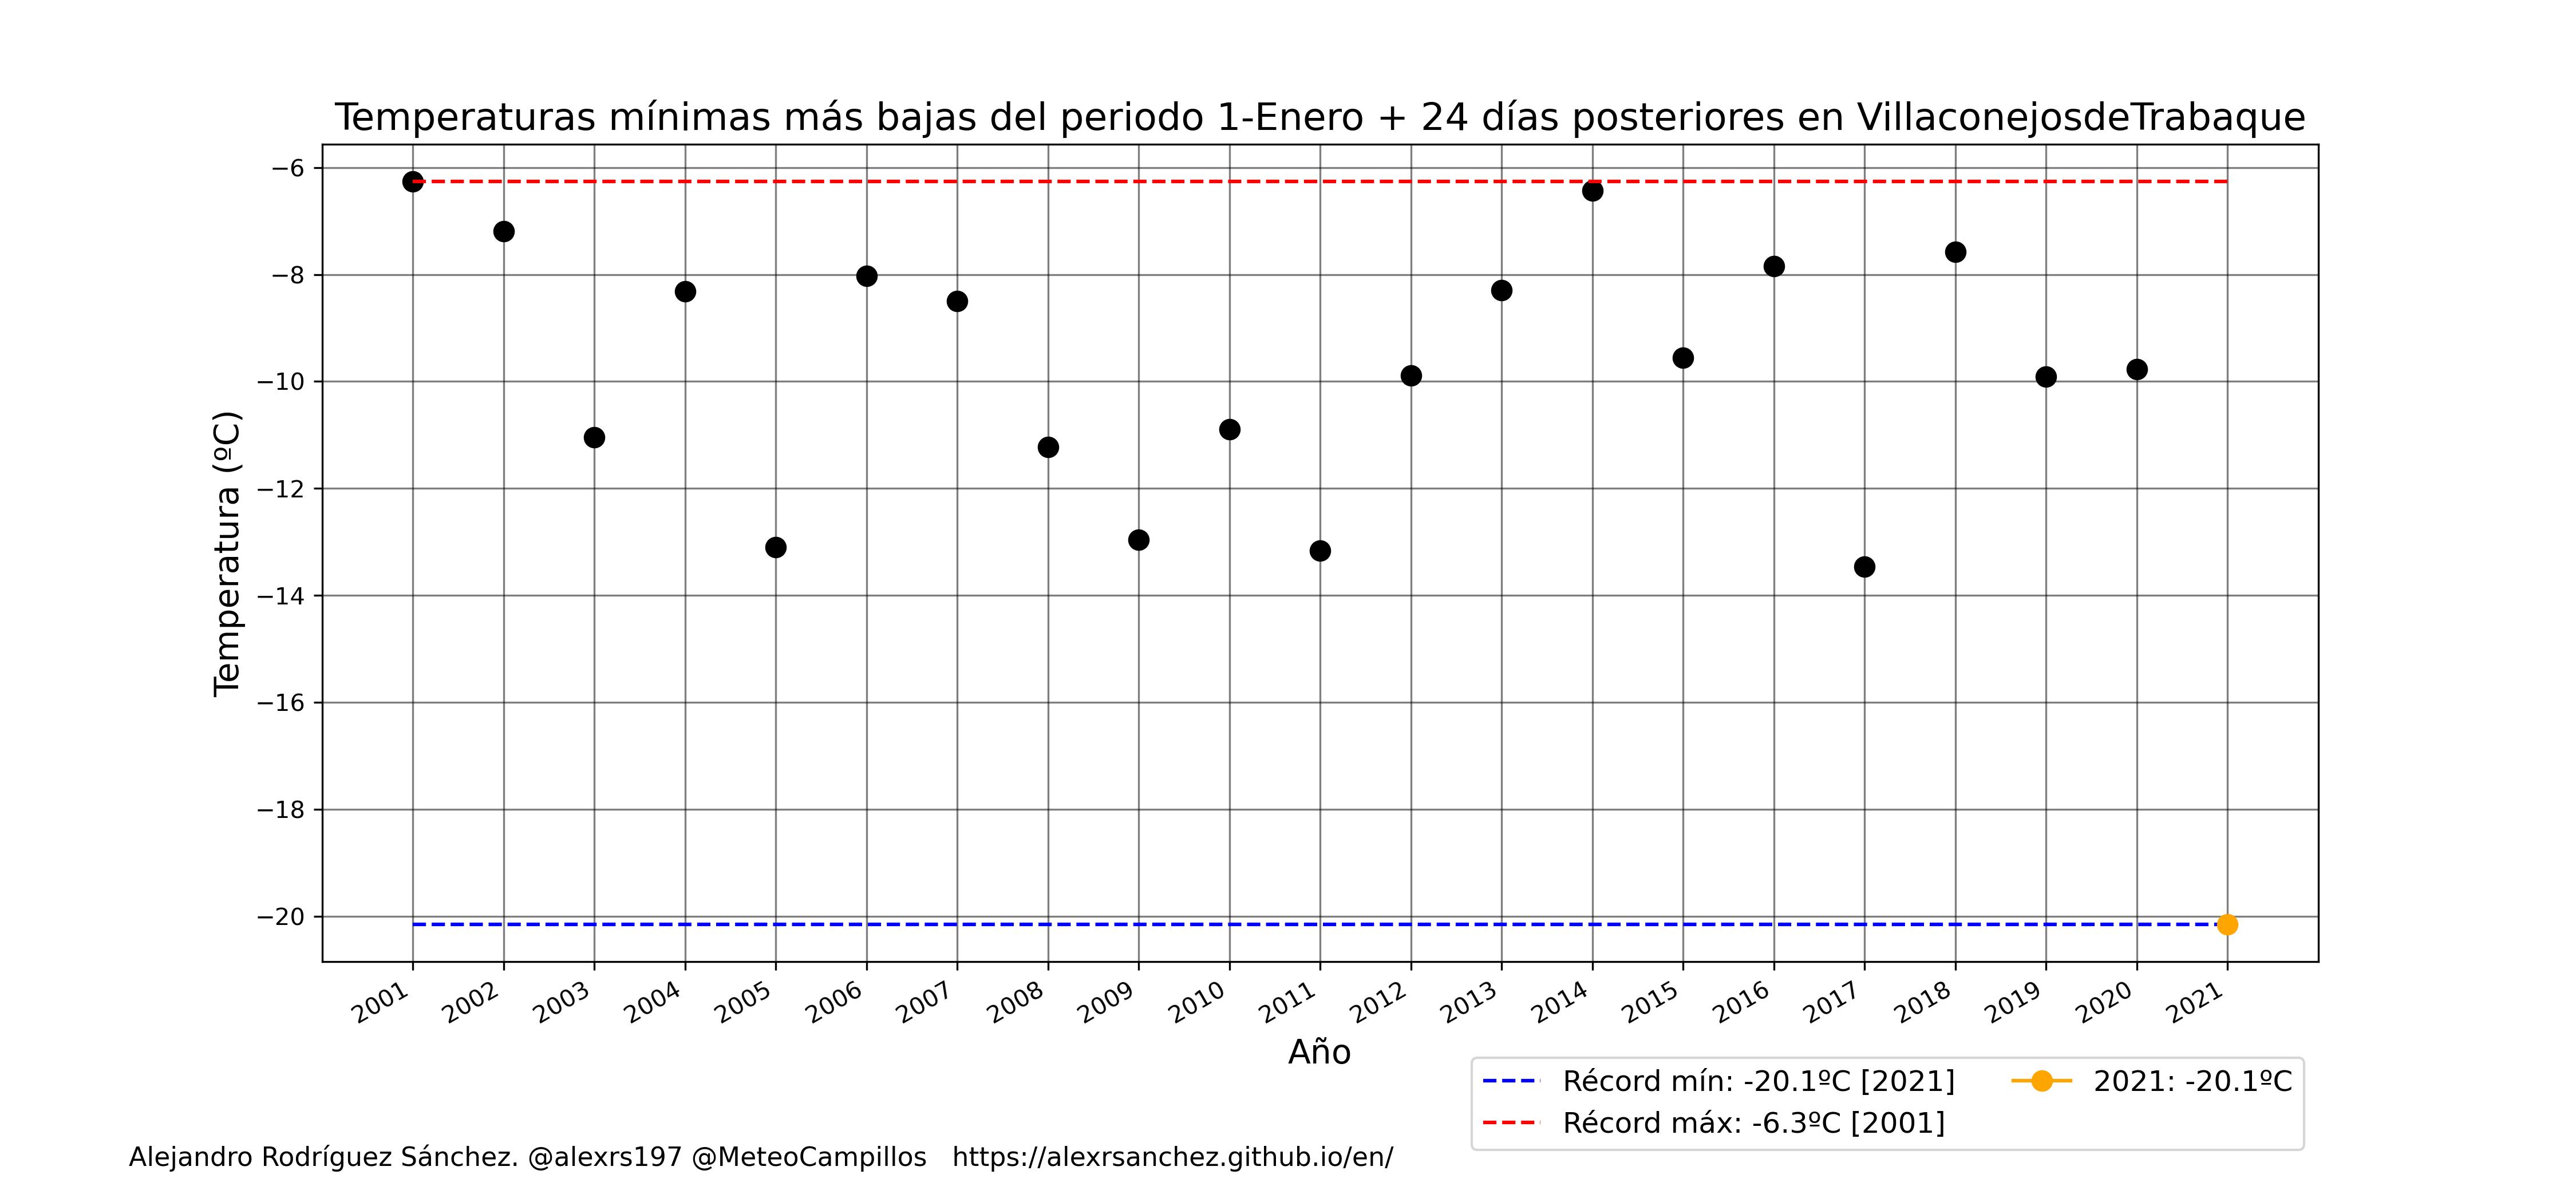 Temperaturas mínimas más bajas del periodo 1-Enero + 24 días posteriores en VillaconejosdeTrabaque
Temperatura (ºC)
−6
−8
−10
−12
−14
−16
−18
−20
2001 2002 2003 2004 2005 2006 2007 2008 2009 2010 2011 2012 2013 2014 2015 2016 2017 2018 2019 2020 2021
Año
Récord mín: -20.1ºC [2021]
Récord máx: -6.3ºC [2001]
2021: -20.1ºC
Alejandro Rodríguez Sánchez. @alexrs197 @MeteoCampillos https://alexrsanchez.github.io/en/